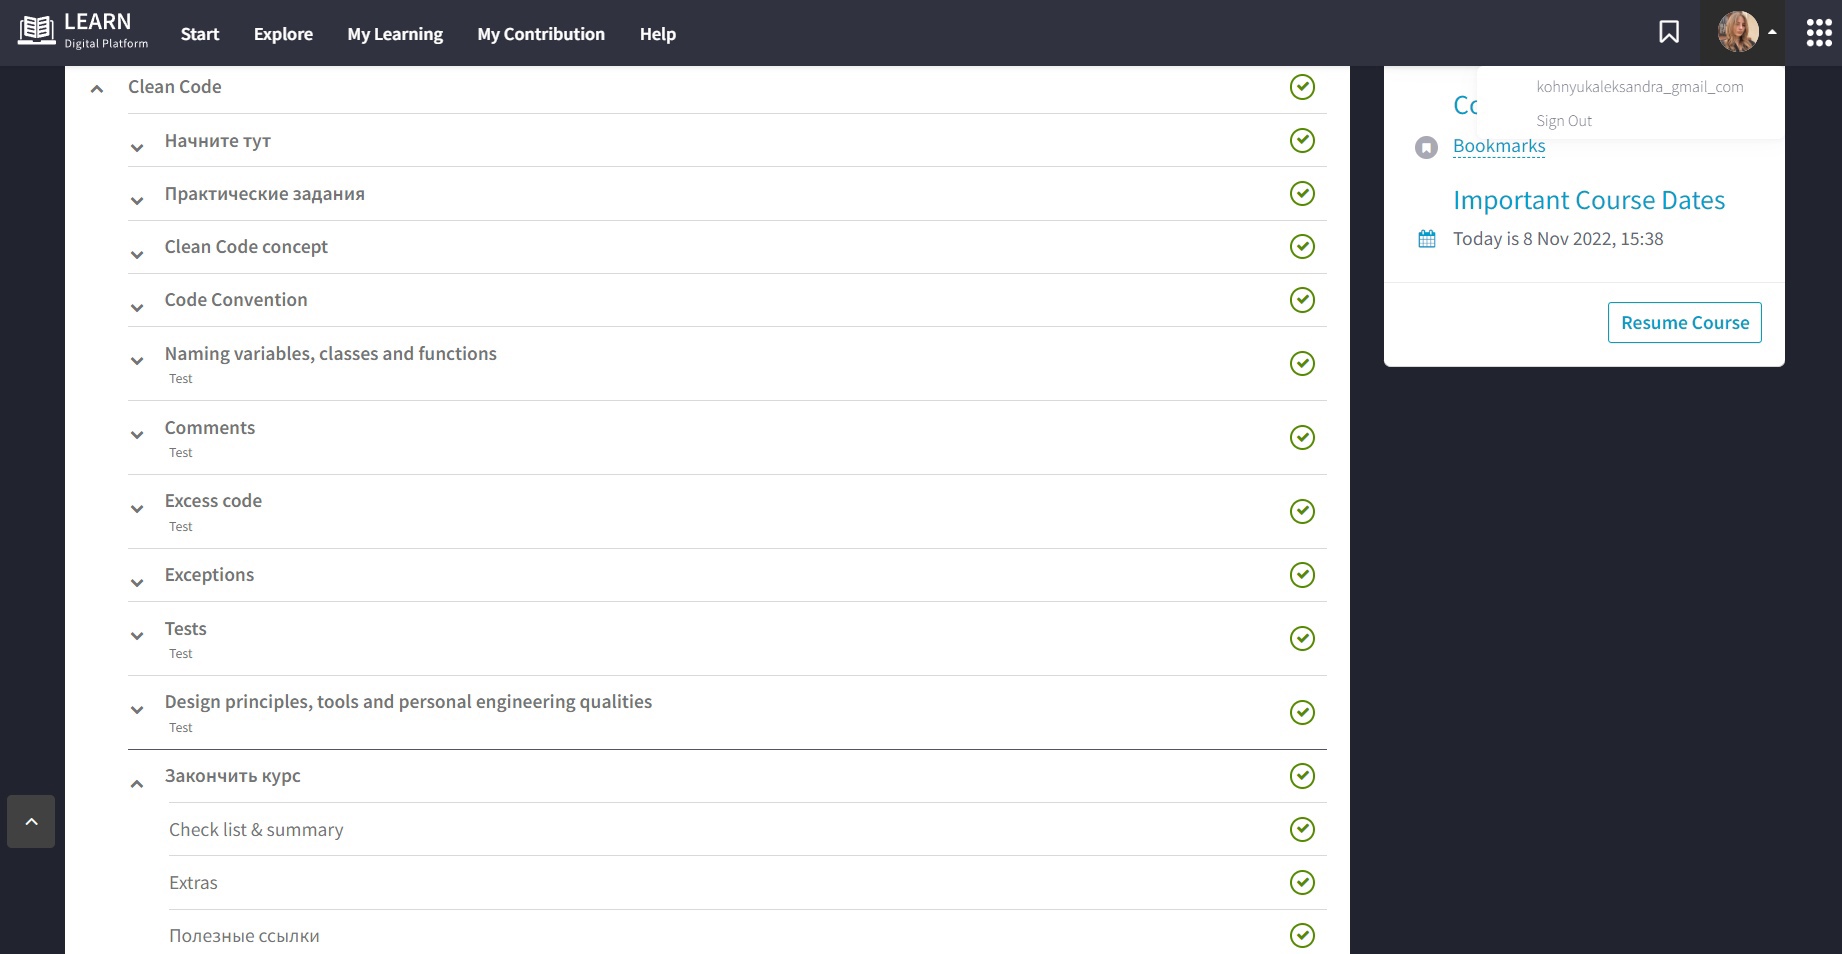 LEARN
Digital Platform
Start
Explore
My Learning
My Contribution
Help
Clean Code
Начните тут
Практические задания
Clean Code concept
Code Convention
Naming variables, classes and functions
Test
Comments
Test
Excess code
Test
Exceptions
Tests
Test
Design principles, tools and personal engineering qualities
Test
Закончить курс
Check list & summary
Extras
Полезные ссылки
kohnyukaleksandra_gmail_com
Sign Out
Bookmarks
Important Course Dates
Today is 8 Nov 2022, 15:38
Resume Course